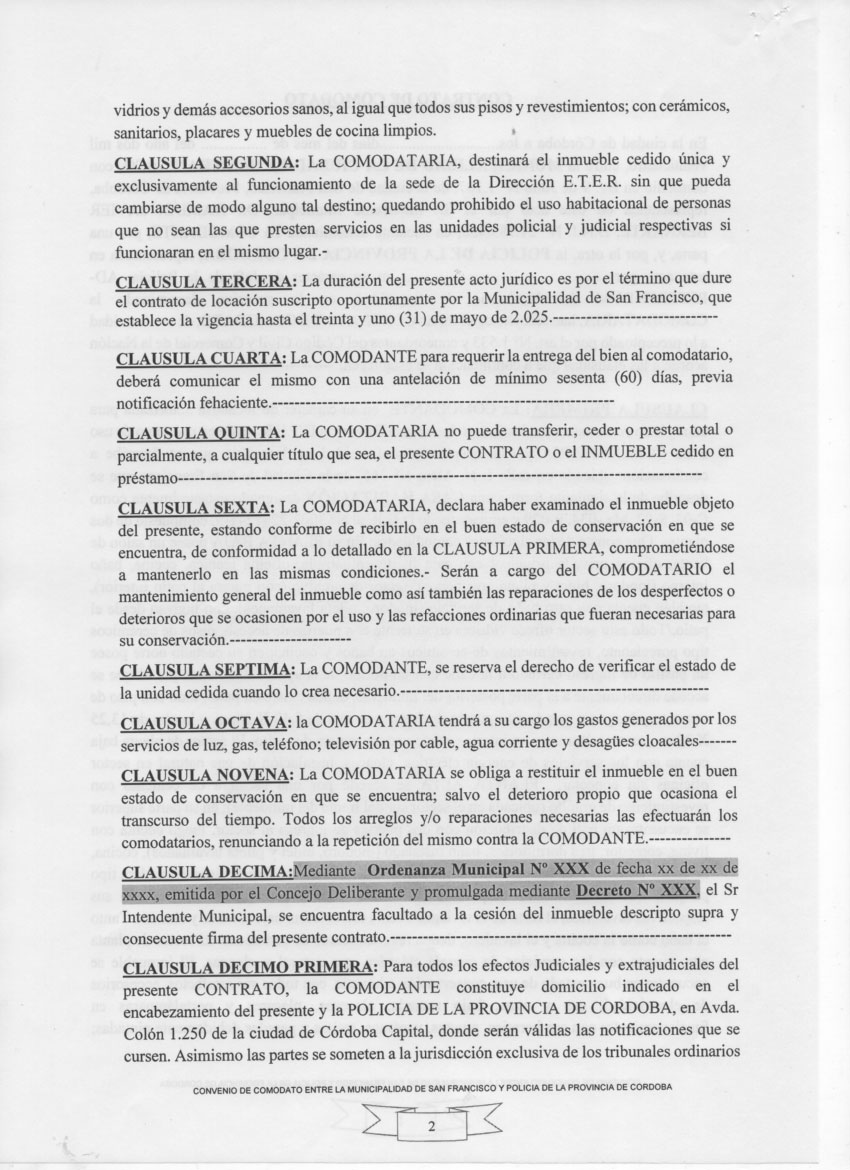 vidrios y demás accesorios sanos, al igual que todos sus pisos y revestimientos; con cerámicos,
sanitarios, placares y muebles de cocina limpios.
CLAUSULA SEGUNDA: La COMODATARIA, destinará el inmueble cedido única y
exclusivamente al funcionamiento de la sede de la Dirección E.T.E.R. sin que pueda
cambiarse de modo alguno tal destino; quedando prohibido el uso habitacional de personas
que no sean las que presten servicios en las unidades policial y judicial respectivas si
funcionaran en el mismo lugar.-
CLAUSULA TERCERA: La duración del presente acto jurídico es por el término que dure
el contrato de locación suscripto oportunamente por la Municipalidad de San Francisco, que
establece la vigencia hasta el treinta y uno (31) de mayo de 2.025.------------------------------
CLAUSULA CUARTA: La COMODANTE para requerir la entrega del bien al comodatario,
deberá comunicar el mismo con una antelación de mínimo sesenta (60) días, previa
notificación fehaciente.--------------------------------------------------------------
CLAUSULA QUINTA: La COMODATARIA no puede transferir, ceder o prestar total o
parcialmente, a cualquier título que sea, el presente CONTRATO o el INMUEBLE cedido en
préstamo-----------------------------------------------------------------------------------------------
CLAUSULA SEXTA: La COMODATARIA, declara haber examinado el inmueble objeto
del presente, estando conforme de recibirlo en el buen estado de conservación en que se
encuentra, de conformidad a lo detallado en la CLAUSULA PRIMERA, comprometiéndose
a mantenerlo en las mismas condiciones.- Serán a cargo del COMODATARIO el
mantenimiento general del inmueble como así también las reparaciones de los desperfectos o
deterioros que se ocasionen por el uso y las refacciones ordinarias que fueran necesarias para
su conservación.----------------------
CLAUSULA SEPTIMA: La COMODANTE, se reserva el derecho de verificar el estado de
la unidad cedida cuando lo crea necesario.--------------------------------------------------------
CLAUSULA OCTAVA: la COMODATARIA tendrá a su cargo los gastos generados por los
servicios de luz, gas, teléfono; televisión por cable, agua corriente y desagües cloacales-------
CLAUSULA NOVENA: La COMODATARIA se obliga a restituir el inmueble en el buen
estado de conservación en que se encuentra; salvo el deterioro propio que ocasiona el
transcurso del tiempo. Todos los arreglos y/o reparaciones necesarias las efectuarán los
comodatarios, renunciando a la repetición del mismo contra la COMODANTE.---------------
CLAUSULA DECIMA:Mediante Ordenanza Municipal Nº XXX de fecha xx de xx de
xxxx, emitida por el Concejo Deliberante y promulgada mediante Decreto Nº XXX, el Sr
Intendente Municipal, se encuentra facultado a la cesión del inmueble descripto supra y
consecuente firma del presente contrato.--------------------------------------------------------------
CLAUSULA DECIMO PRIMERA: Para todos los efectos Judiciales y extrajudiciales del
presente CONTRATO, la COMODANTE constituye domicilio indicado en el
encabezamiento del presente y la POLICIA DE LA PROVINCIA DE CORDOBA, en Avda.
Colón 1.250 de la ciudad de Córdoba Capital, donde serán válidas las notificaciones que se
cursen. Asimismo las partes se someten a la jurisdicción exclusiva de los tribunales ordinarios
CONVENIO DE COMODATO ENTRE LA MUNICIPALIDAD DE SAN FRANCISCO Y POLICIA DE LA PROVINCIA DE CORDOBA
2